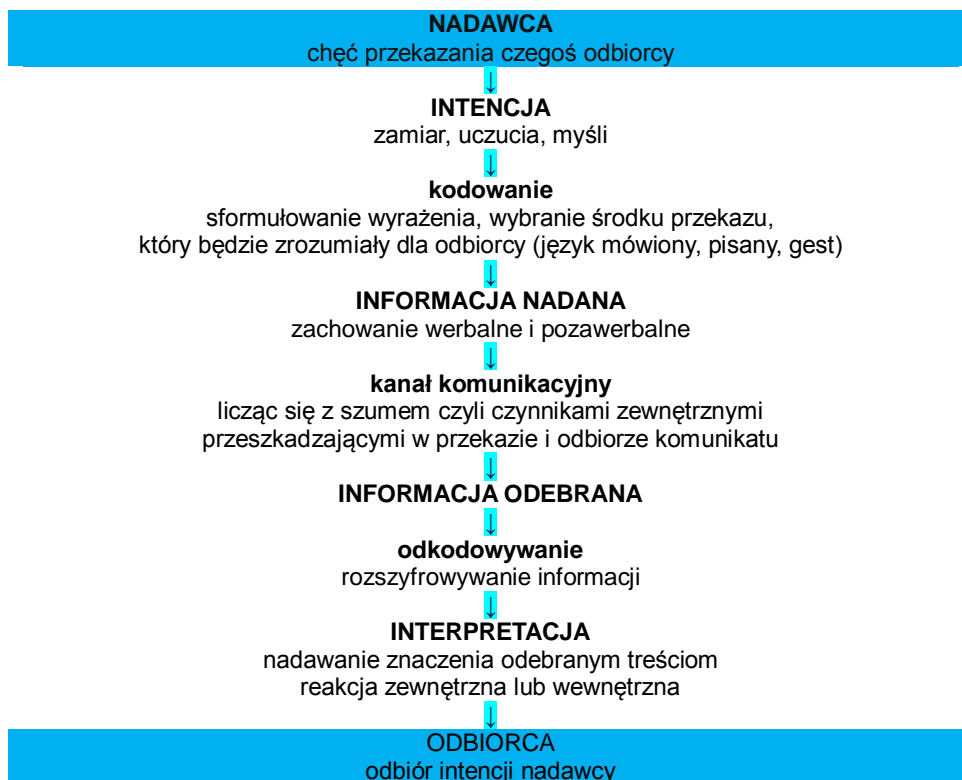 NADAWCA
chęć przekazania czegoś odbiorcy
↓
INTENCJA
zamiar, uczucia, myśli
↓
kodowanie
sformułowanie wyrażenia, wybranie środku przekazu,
który będzie zrozumiały dla odbiorcy (język mówiony, pisany, gest)
↓
INFORMACJA NADANA
zachowanie werbalne i pozawerbalne
↓
kanał komunikacyjny
licząc się z szumem czyli czynnikami zewnętrznymi
przeszkadzającymi w przekazie i odbiorze komunikatu
↓
INFORMACJA ODEBRANA
↓
odkodowywanie
rozszyfrowywanie informacji
↓
INTERPRETACJA
nadawanie znaczenia odebranym treściom
reakcja zewnętrzna lub wewnętrzna
↓
ODBIORCA
odbiór intencji nadawcy